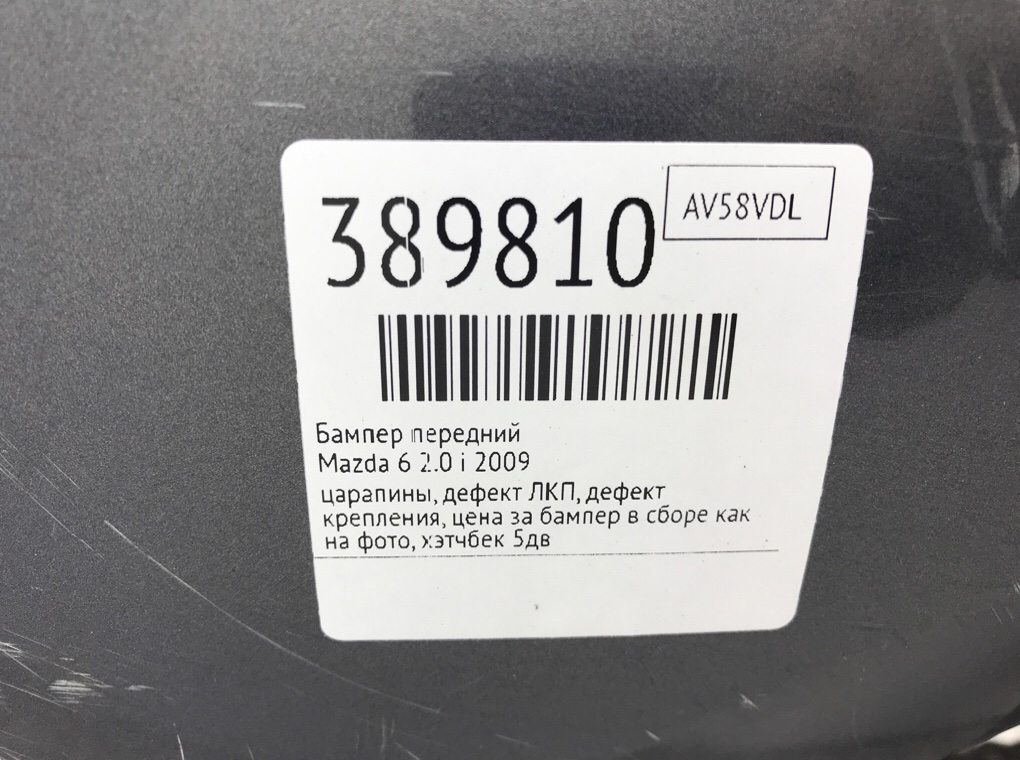 389810
AV58VDL
Бампер передний
Mazda 6 2.0 i 2009
царапины, дефект ЛКП, дефект
крепления, цена за бампер в сборе как
на фото, хэтчбек 5дв